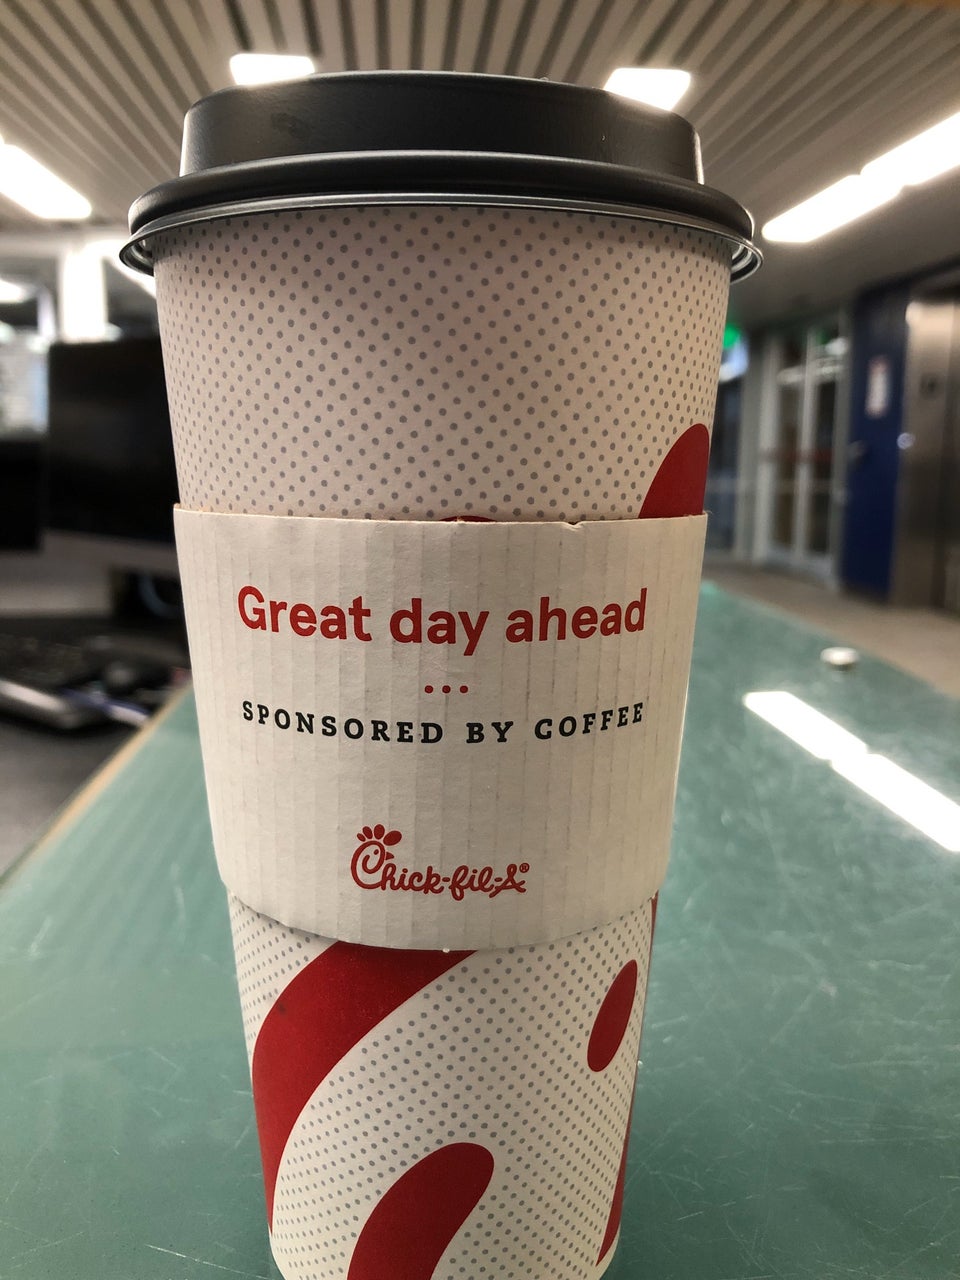 Great day ahead
...
SPONSORED BY COFFEE
Chick-fil-A®